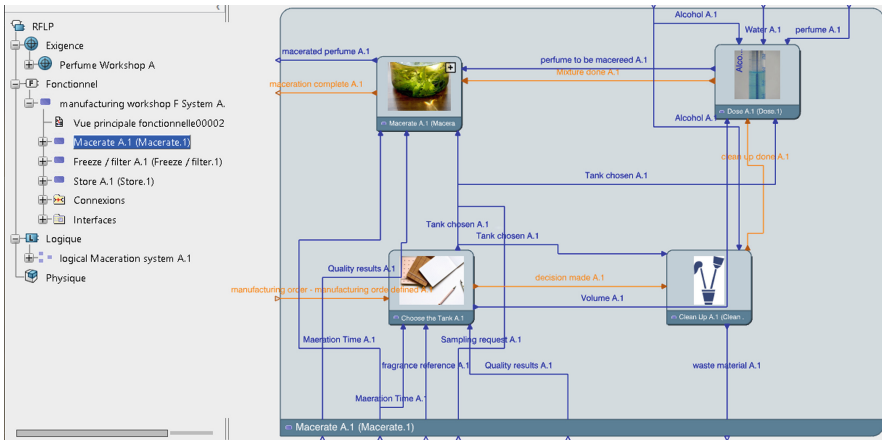 RFLP
Exigence
Perfume Workshop A
Fonctionnel
manufacturing workshop F System A.
Vue principale fonctionelle00002
Macerate A.1 (Macerate.1)
Freeze / filter A.1 (Freeze / filter.1)
Store A.1 (Store.1)
Connexions
Interfaces
Logique
logical Maceration system A.1
Physique
Alcohol A.1
Water A.1
perfume A.1
macerated perfume A.1
perfume to be macereed A.1
Mixture done A.1
maceration complete A.1
Alco...
Macerate A.1 (Macera
Dose A.1 (Dose.1)
Alcohol A.1
clean up done A.1
Tank chosen A.1
Tank chosen A.1
Tank chosen A.1
Quality results A.1
decision made A.1
manufacturing order - manufacturing orde defined A.1
Volume A.1
Choose the Tank A.1
Clean Up A.1 (Clean .
Maeration Time A.1
Sampling request A.1
fragrance reference A.1
Quality results A.1
waste material A.1
Maeration Time A.1
Macerate A.1 (Macerate.1)